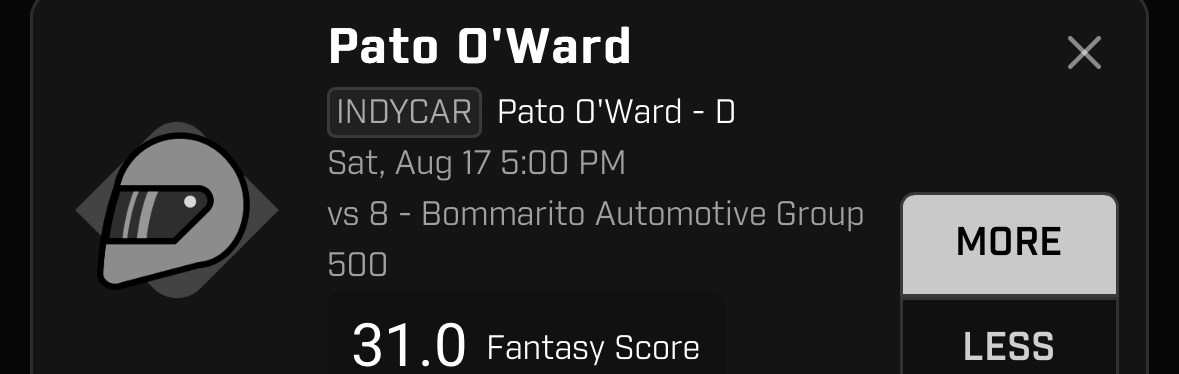 Pato O'Ward
INDYCAR Pato O'Ward - D
Sat, Aug 17 5:00 PM
vs 8 - Bommarito Automotive Group
500
MORE
31.0 Fantasy Score
LESS